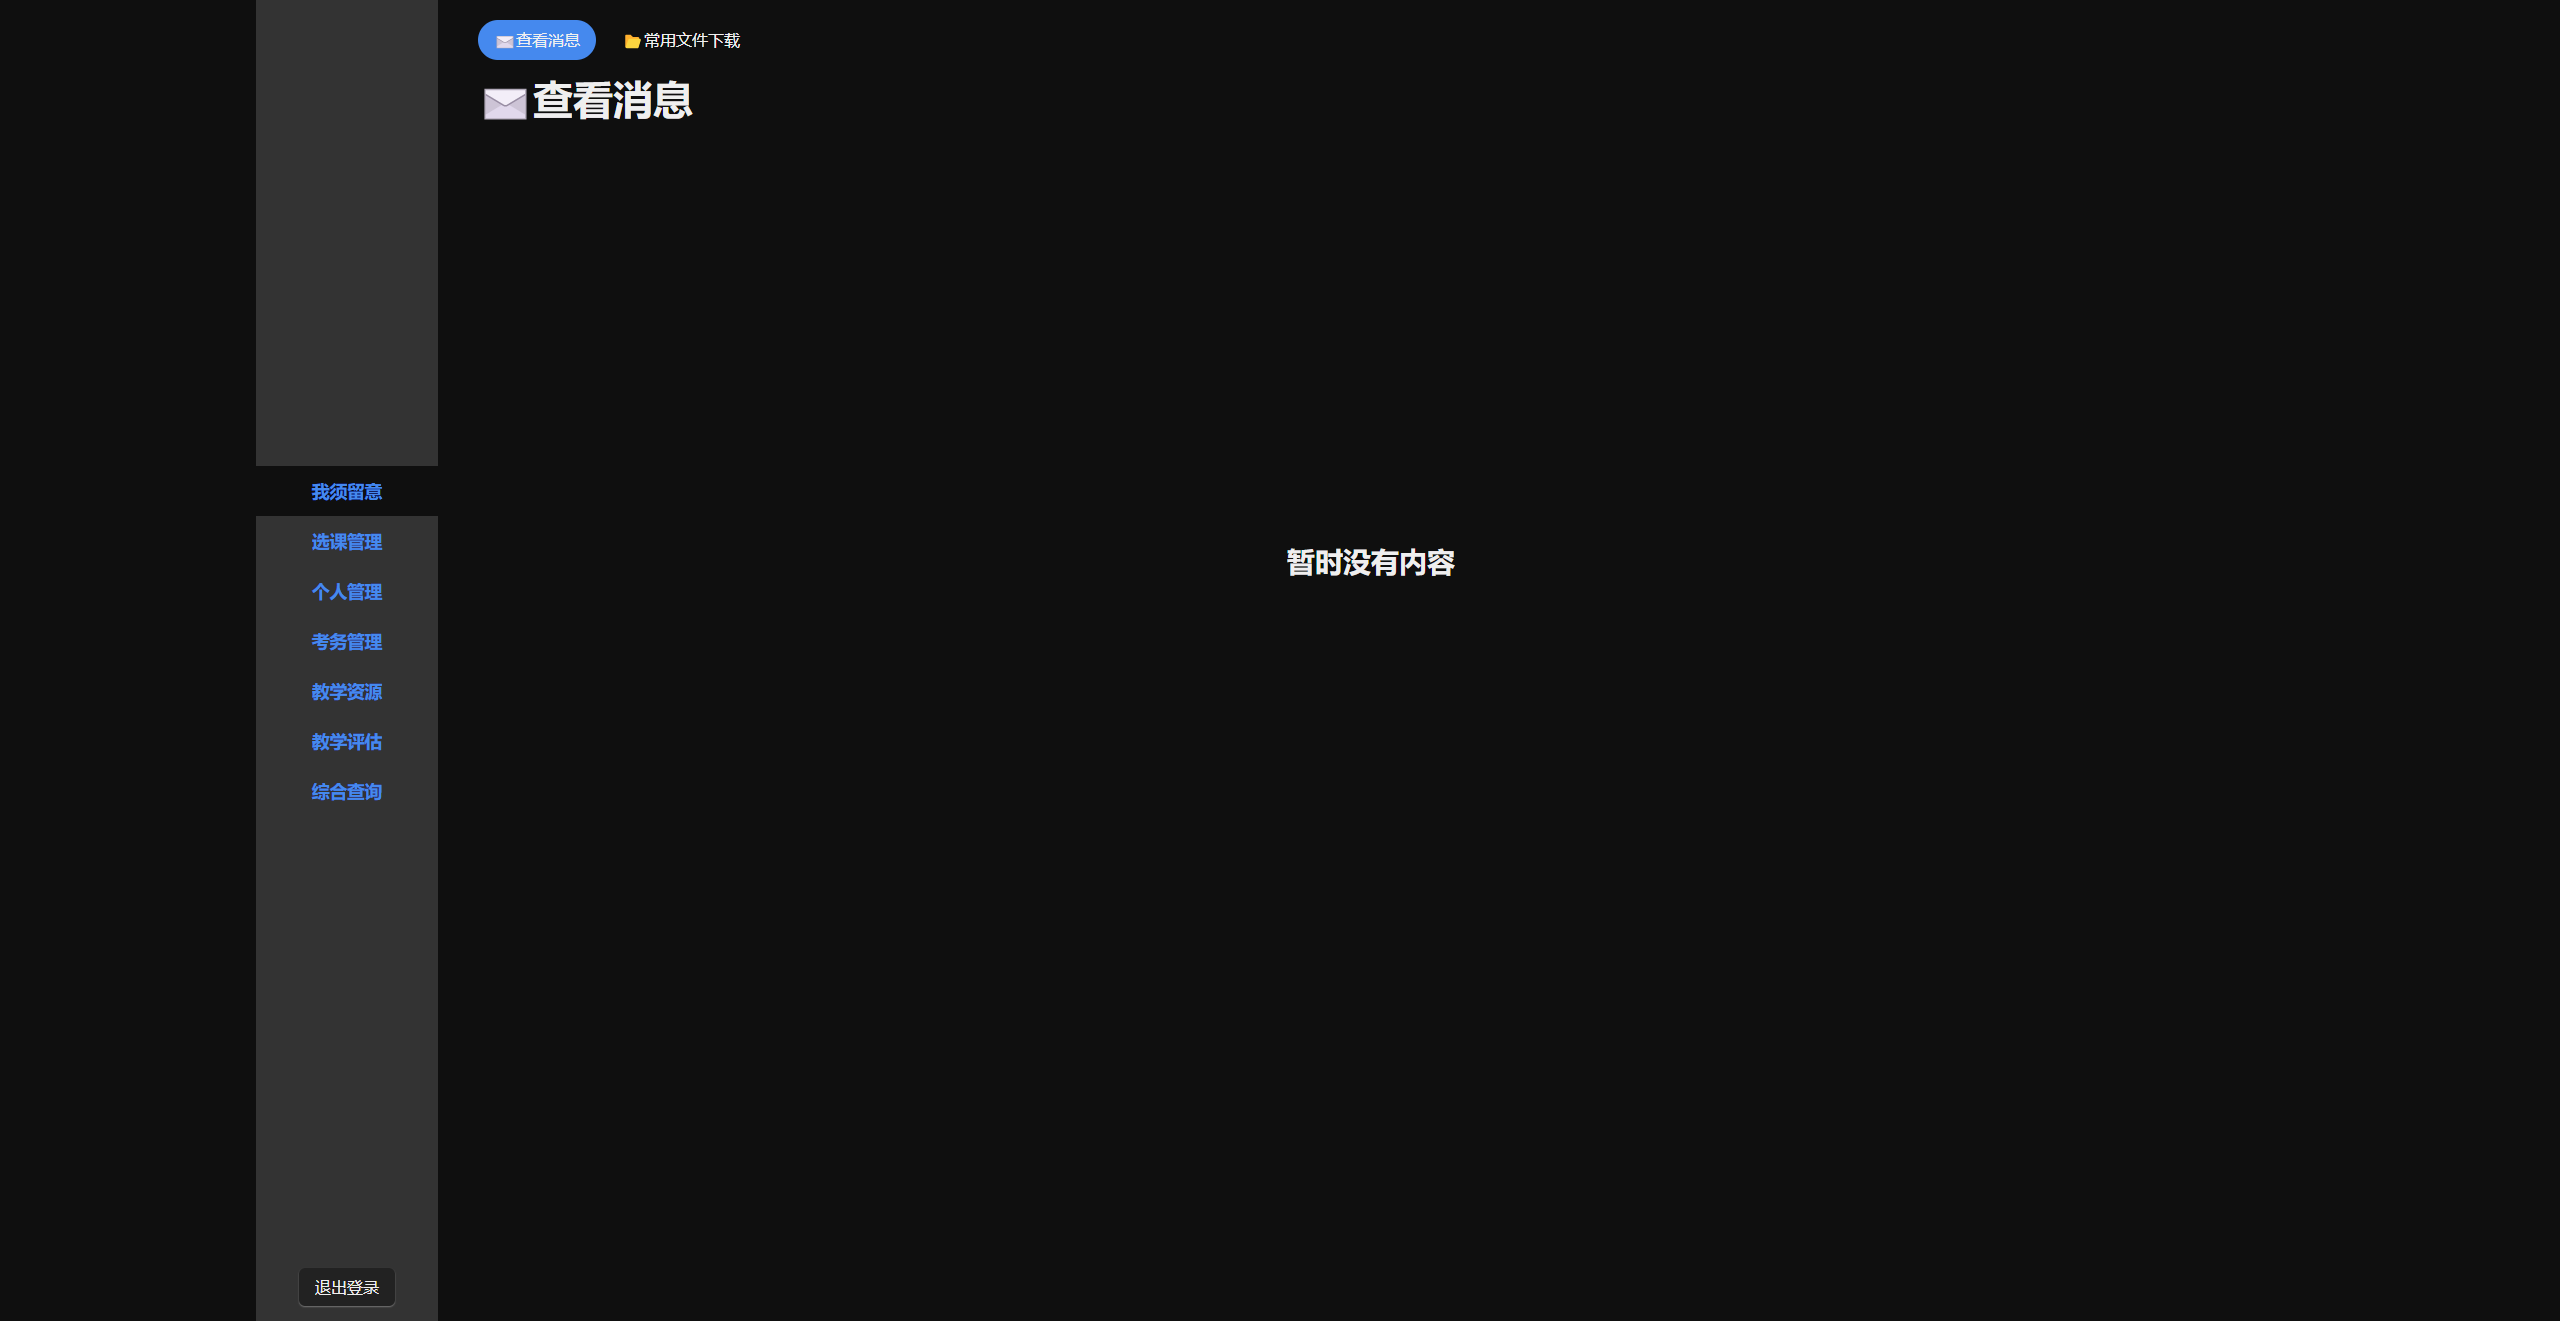 ✉️查看消息
📂常用文件下载
✉️查看消息
我须留意
选课管理
个人管理
考务管理
教学资源
教学评估
综合查询
暂时没有内容
退出登录